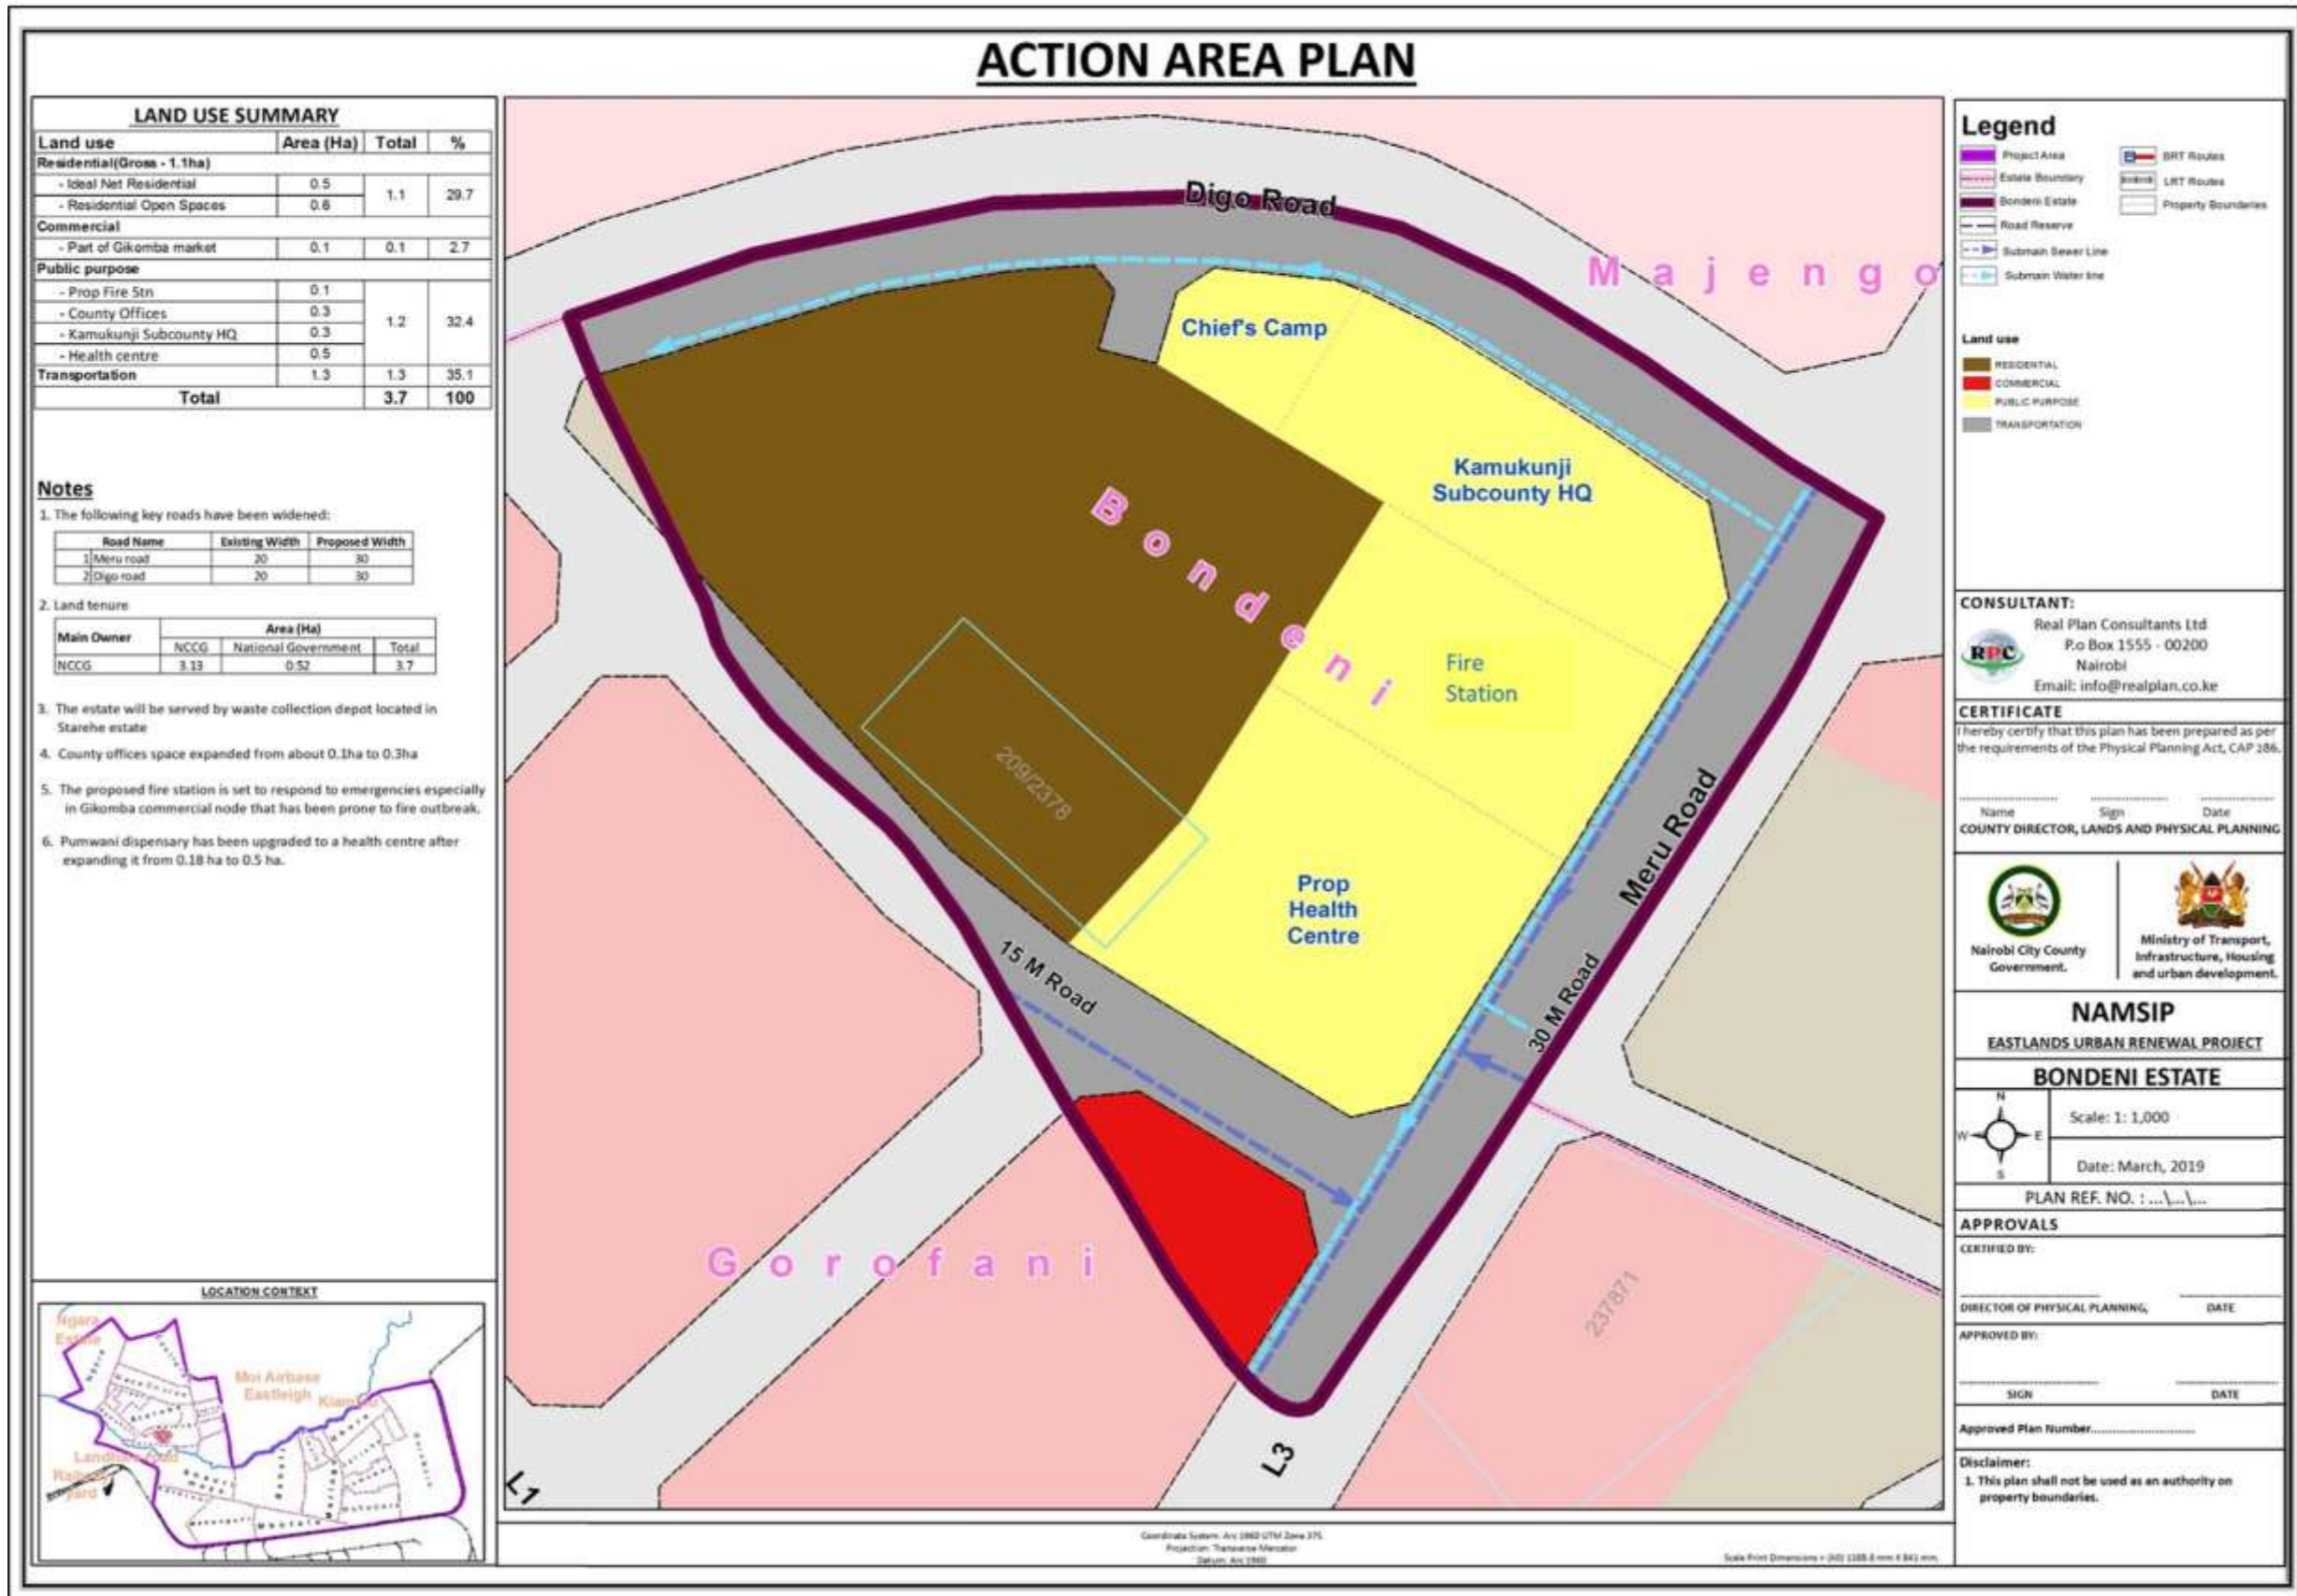 ACTION AREA PLAN
LAND USE SUMMARY
Land use Area (Ha) Total %
Residential(Gross - 1.1ha)
- Ideal Net Residential 0.5 1.1 29.7
- Residential Open Spaces 0.6
Commercial
- Part of Gikomba market 0.1 0.1 2.7
Public purpose
- Prop Fire Stn 0.1 1.2 32.4
- County Offices 0.3
- Kamukunji Subcounty HQ 0.3
- Health centre 0.5
Transportation 1.3 1.3 35.1
Total 3.7 100
Notes
1. The following key roads have been widened:
Road Name Existing Width Proposed Width
1 Meru road 20 30
2 Digo road 20 30
2. Land tenure
Main Owner Area (Ha)
NCCG National Government Total
NCCG 3.13 0.52 3.7
3. The estate will be served by waste collection depot located in
Starehe estate
4. County offices space expanded from about 0.1ha to 0.3ha
5. The proposed fire station is set to respond to emergencies especially
in Gikomba commercial node that has been prone to fire outbreak.
6. Pumwani dispensary has been upgraded to a health centre after
expanding it from 0.18 ha to 0.5 ha.
LOCATION CONTEXT
Ngara
Estate
Moi Airbase
Eastleigh
Digo Road
Majengo
Chief's Camp
Kamukunji
Subcounty HQ
Bondeni
Fire
Station
209/2378
Prop
Health
Centre
Meru Road
15 M Road
30 M Road
Gorofani
237871
L1
L3
Coordinate System: Arc 1960 UTM Zone 37S
Projection: Transverse Mercator
Datum: Arc 1960
Legend
Project Area
Estate Boundary
Bondeni Estate
Road Reserve
Submain Sewer Line
Submain Water line
BRT Routes
LRT Routes
Property Boundaries
Land use
RESIDENTIAL
COMMERCIAL
PUBLIC PURPOSE
TRANSPORTATION
CONSULTANT:
RPC
Real Plan Consultants Ltd
P.o Box 1555 - 00200
Nairobi
Email: info@realplan.co.ke
CERTIFICATE
I hereby certify that this plan has been prepared as per
the requirements of the Physical Planning Act, CAP 286.
Name Sign Date
COUNTY DIRECTOR, LANDS AND PHYSICAL PLANNING
Nairobi City County
Government.
Ministry of Transport,
Infrastructure, Housing
and urban development.
NAMSIP
EASTLANDS URBAN RENEWAL PROJECT
BONDENI ESTATE
N
W E
S
Scale: 1: 1,000
Date: March, 2019
PLAN REF. NO. : ...\...\...
APPROVALS
CERTIFIED BY:
DIRECTOR OF PHYSICAL PLANNING, DATE
APPROVED BY:
SIGN DATE
Approved Plan Number..........................
Disclaimer:
1. This plan shall not be used as an authority on
property boundaries.